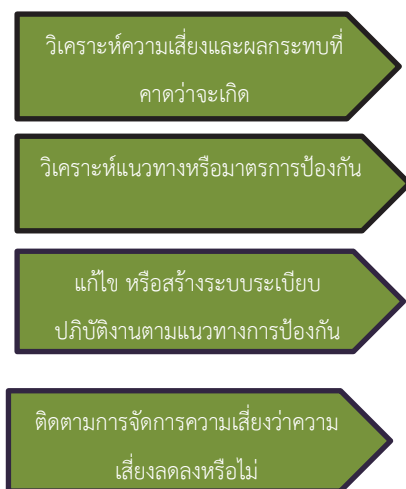 วิเคราะห์ความเสี่ยงและผลกระทบที่
คาดว่าจะเกิด
วิเคราะห์แนวทางหรือมาตรการป้องกัน
แก้ไข หรือสร้างระบบระเบียบ
ปฏิบัติงานตามแนวทางการป้องกัน
ติดตามการจัดการความเสี่ยงว่าความ
เสี่ยงลดลงหรือไม่